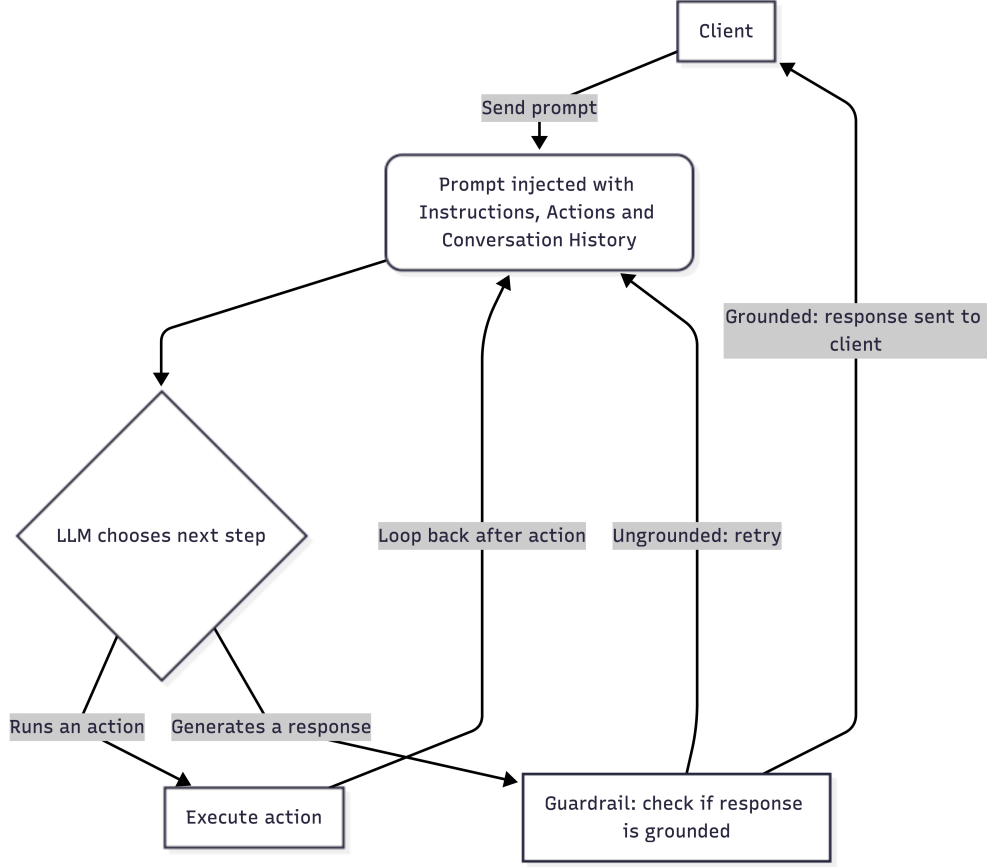 Client
Send prompt
Prompt injected with
Instructions, Actions and
Conversation History
Grounded: response sent to
client
LLM chooses next step
Loop back after action
Ungrounded: retry
Runs an action
Generates a response
Execute action
Guardrail: check if response
is grounded